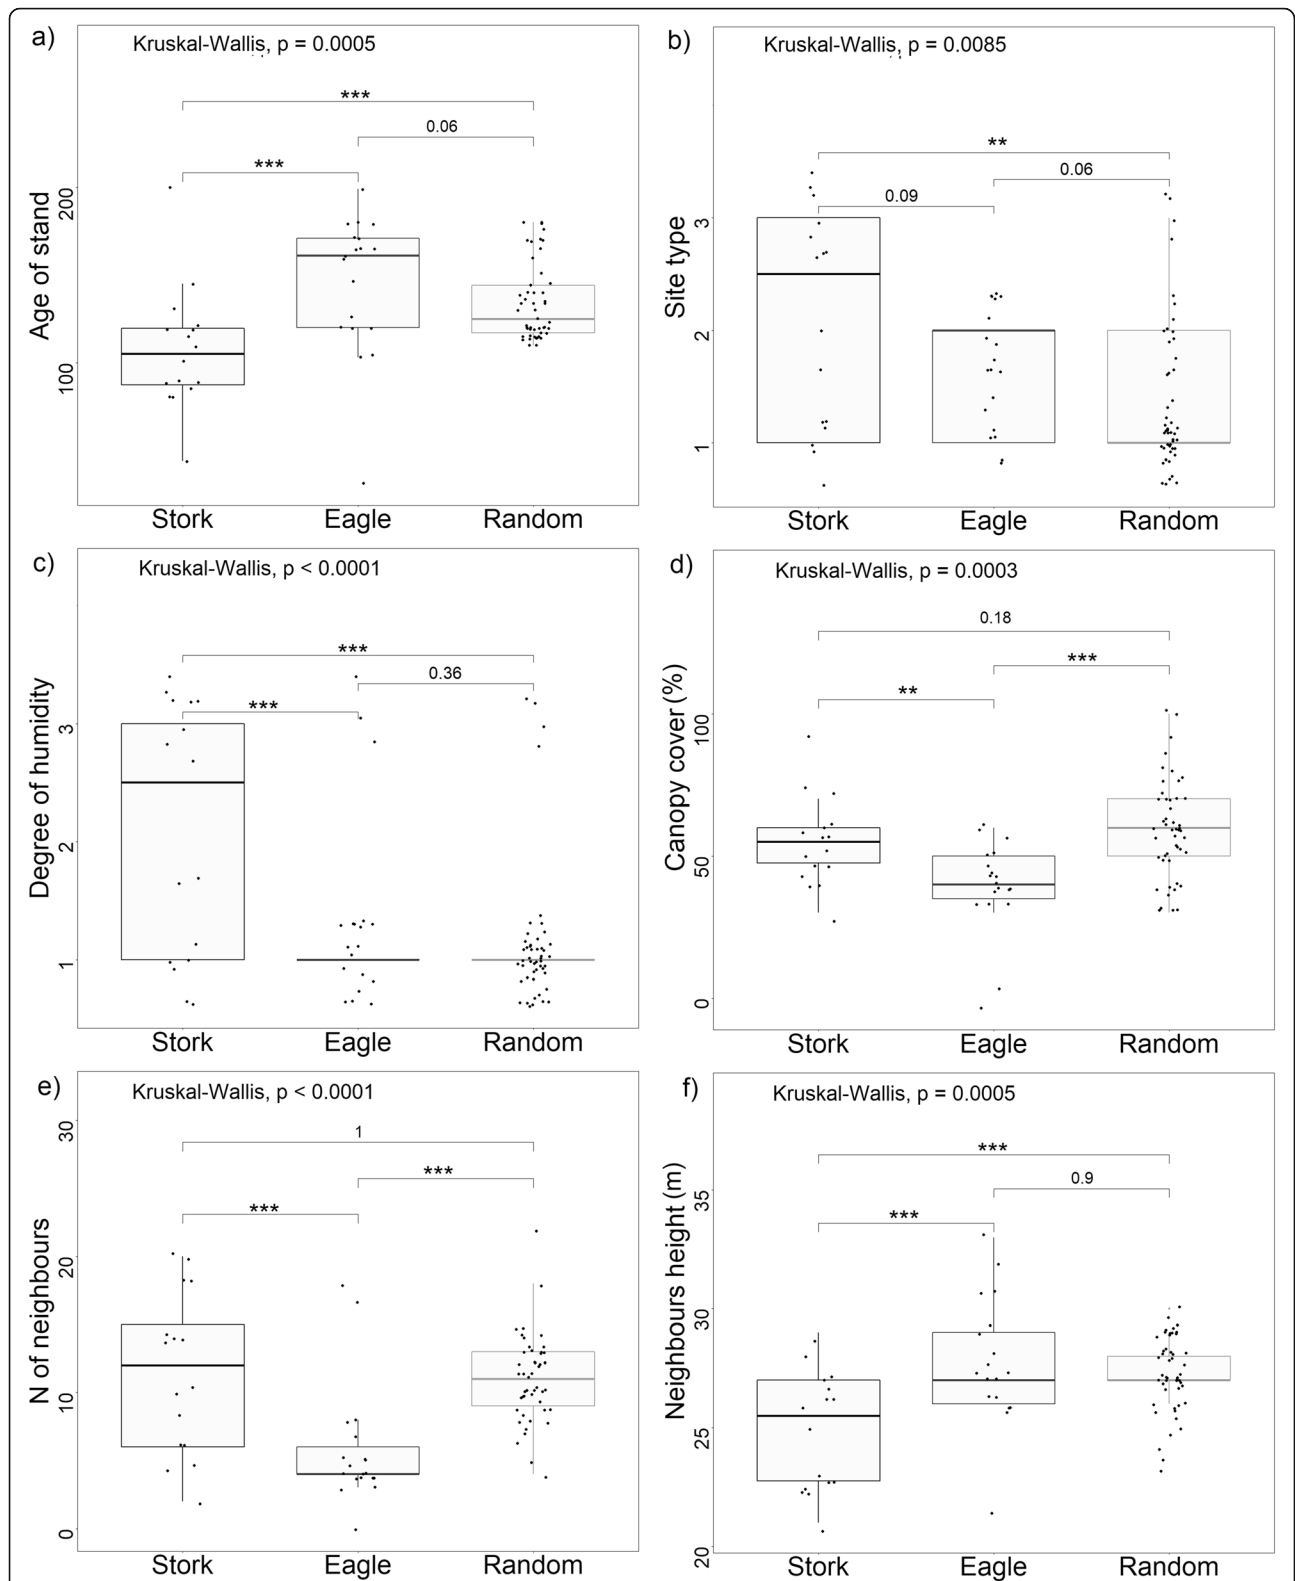 a)
Kruskal-Wallis, p = 0.0005
***
0.06
***
Age of stand
200
100
Stork Eagle Random
b)
Kruskal-Wallis, p = 0.0085
**
0.06
0.09
Site type
3
2
1
Stork Eagle Random
c)
Kruskal-Wallis, p < 0.0001
***
0.36
***
Degree of humidity
3
2
1
Stork Eagle Random
d)
Kruskal-Wallis, p = 0.0003
0.18
***
**
Canopy cover (%)
100
50
0
Stork Eagle Random
e)
Kruskal-Wallis, p < 0.0001
1
***
***
N of neighbours
30
20
10
0
Stork Eagle Random
f)
Kruskal-Wallis, p = 0.0005
***
0.9
***
Neighbours height (m)
35
30
25
20
Stork Eagle Random